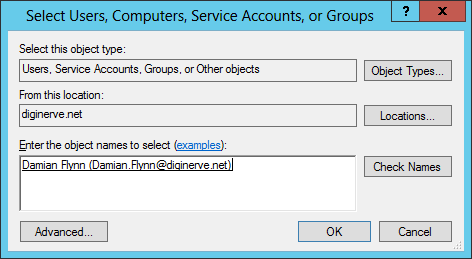 Select Users, Computers, Service Accounts, or Groups
? x
Select this object type:
Users, Service Accounts, Groups, or Other objects
Object Types...
From this location:
diginerve.net
Locations...
Enter the object names to select (examples):
Damian Flynn (Damian.Flynn@diginerve.net)
Check Names
Advanced...
OK
Cancel